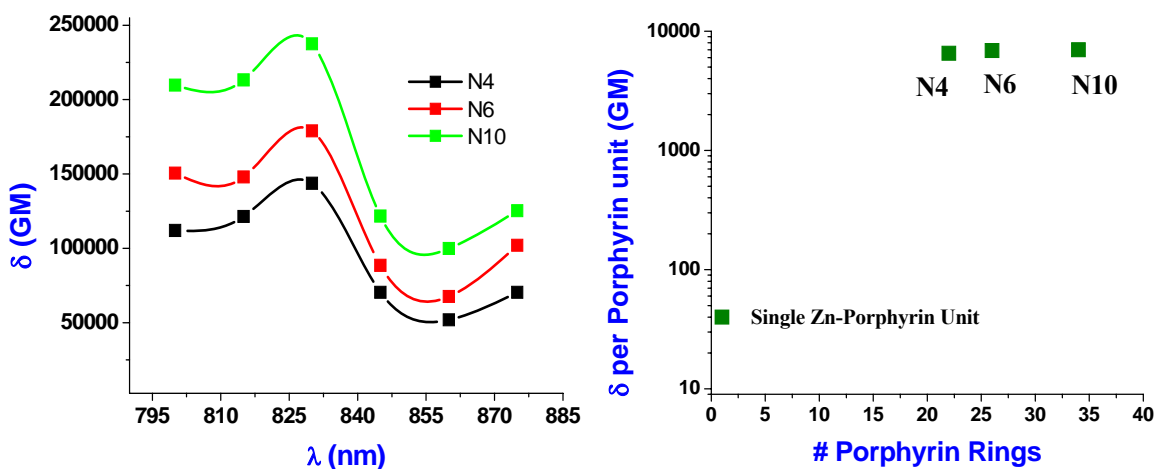 250000
200000
150000
100000
50000
δ (GM)
795 810 825 840 855 870 885
λ (nm)
N4
N6
N10
10000
1000
100
10
δ per Porphyrin unit (GM)
N4 N6 N10
Single Zn-Porphyrin Unit
0 5 10 15 20 25 30 35 40
# Porphyrin Rings